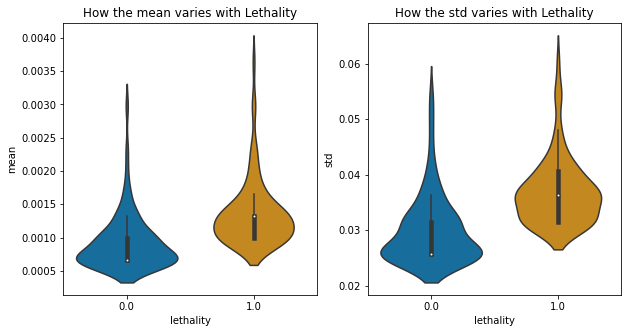 How the mean varies with Lethality
mean
0.0040
0.0035
0.0030
0.0025
0.0020
0.0015
0.0010
0.0005
0.0
1.0
lethality
How the std varies with Lethality
std
0.06
0.05
0.04
0.03
0.02
0.0
1.0
lethality